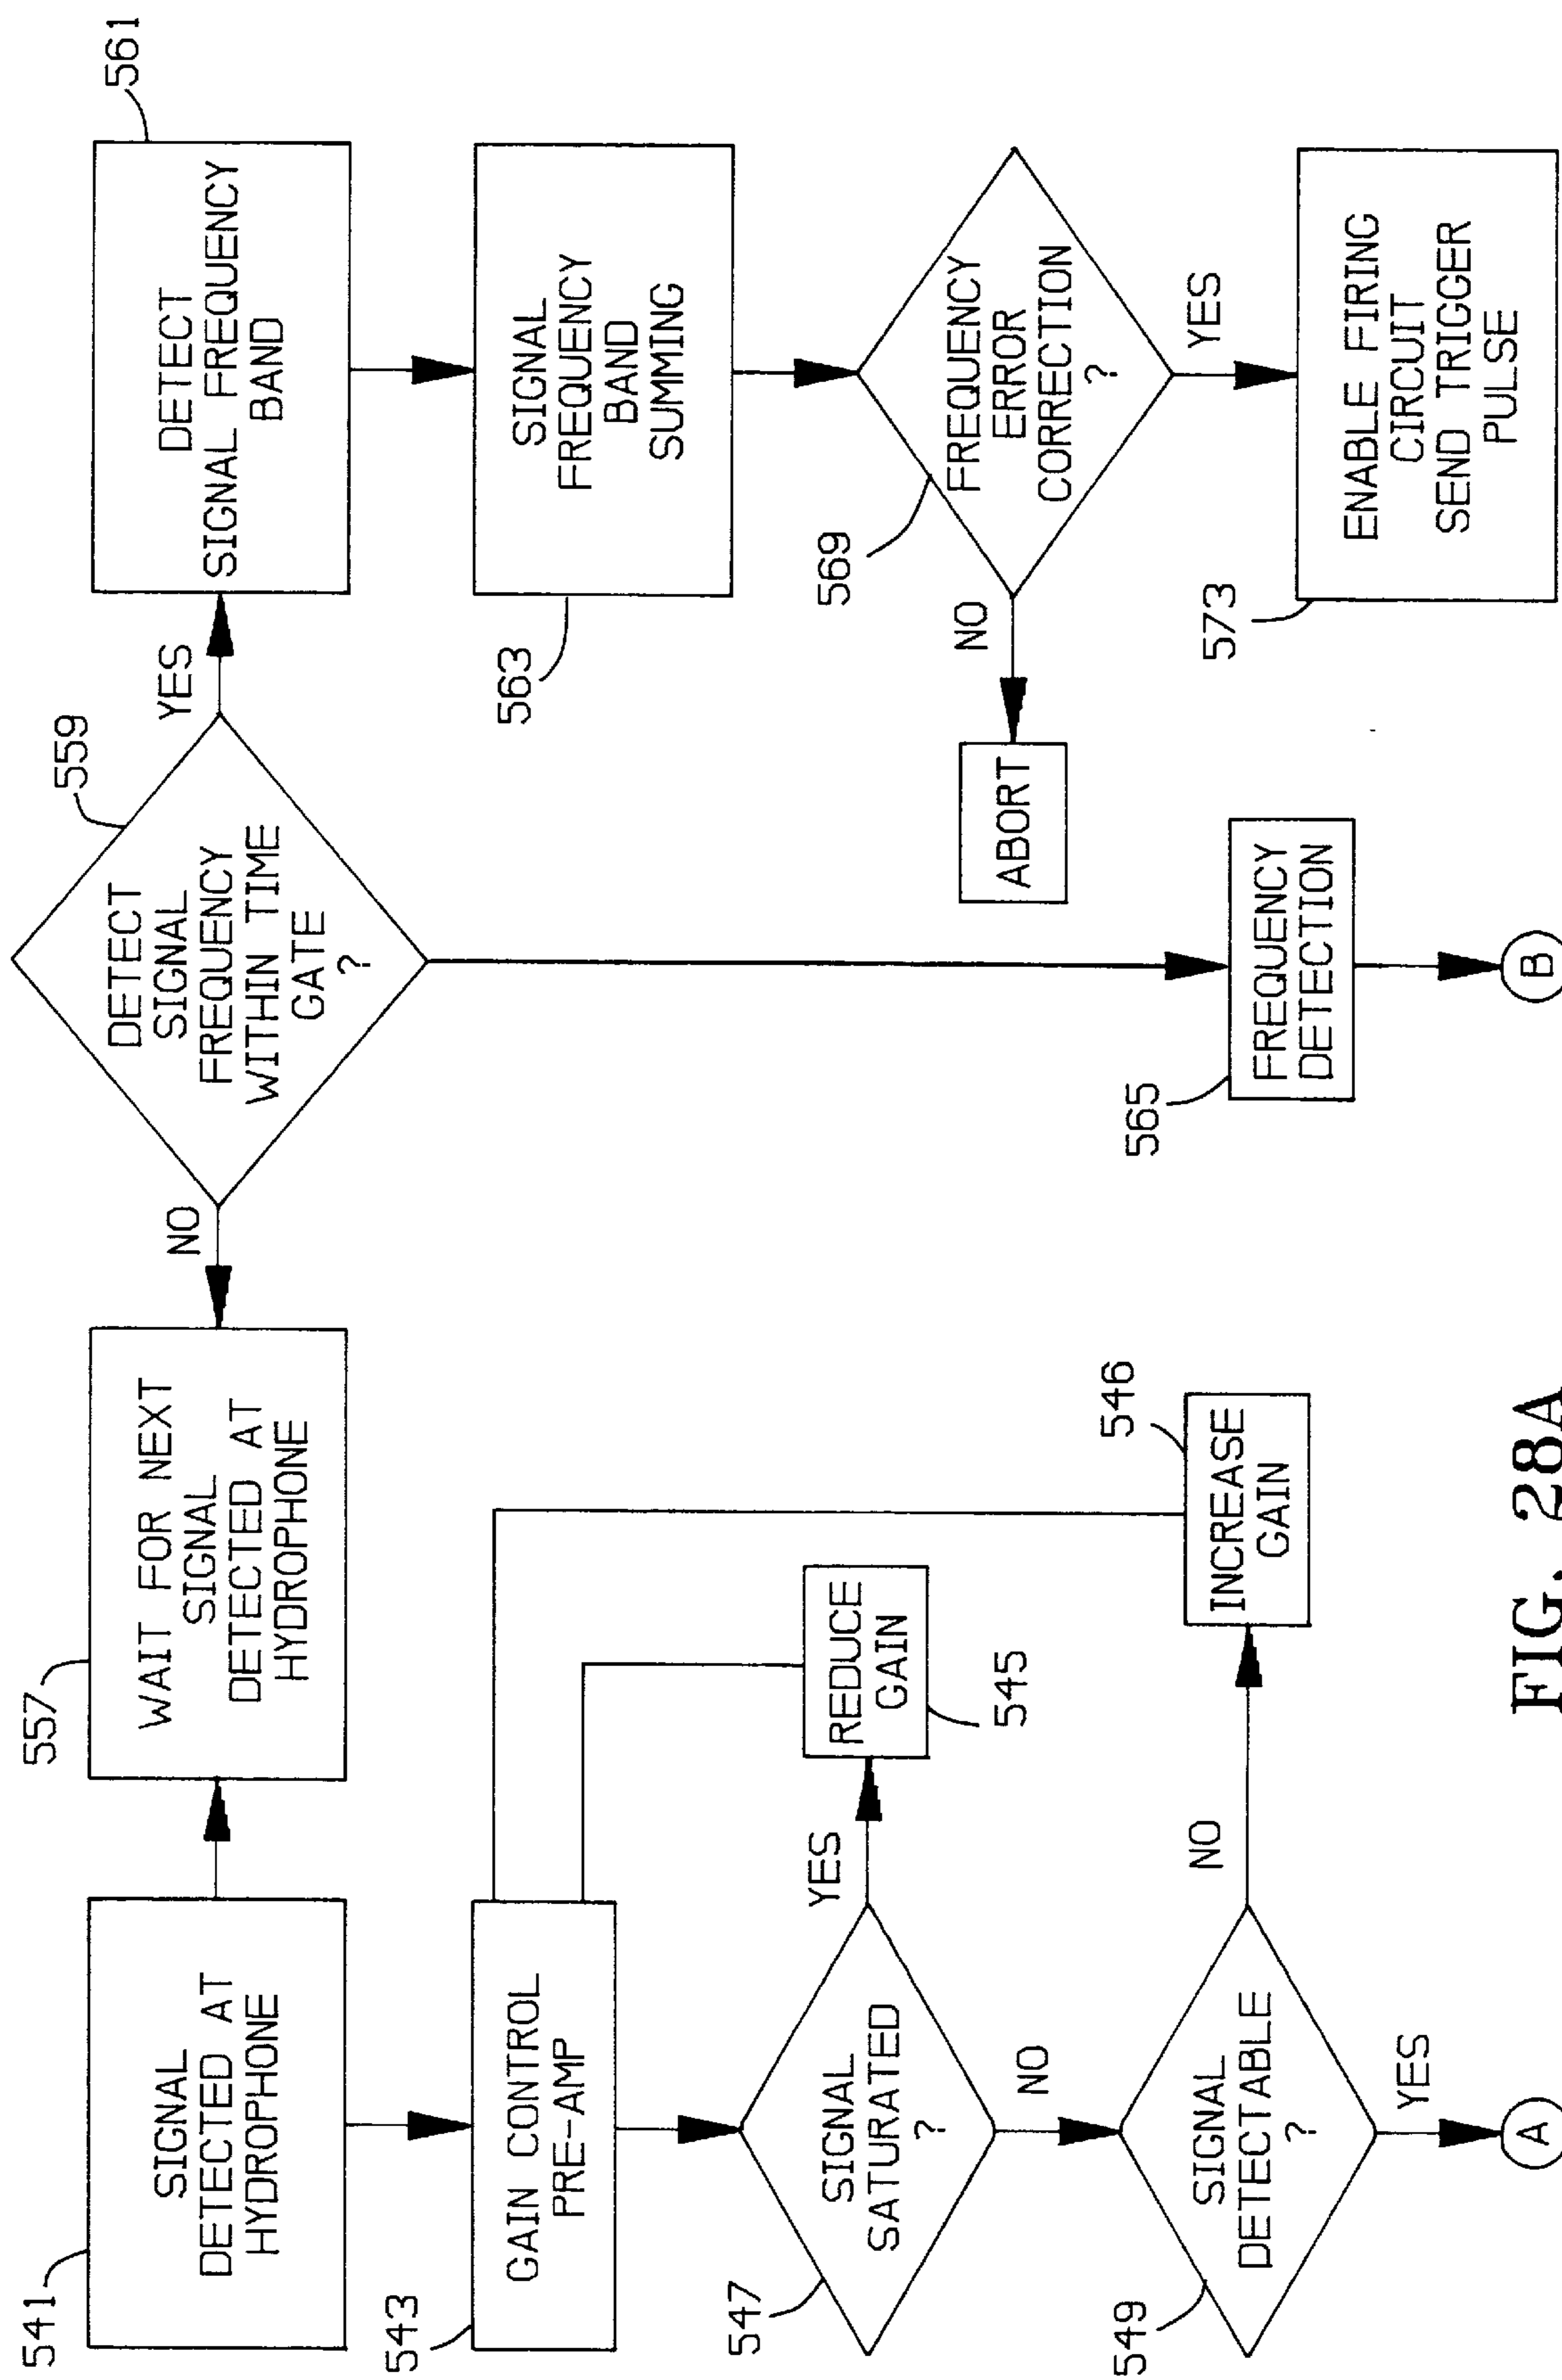 541
SIGNAL
DETECTED AT
HYDROPHONE
557
WAIT FOR NEXT
SIGNAL
DETECTED AT
HYDROPHONE
NO
559
DETECT
SIGNAL
FREQUENCY
WITHIN TIME
GATE
?
YES
561
DETECT
SIGNAL FREQUENCY
BAND
543
GAIN CONTROL
PRE-AMP
563
SIGNAL
FREQUENCY
BAND
SUMMING
547
SIGNAL
SATURATED
?
YES
REDUCE
GAIN
545
NO
569
FREQUENCY
ERROR
CORRECTION
?
NO
ABORT
YES
549
SIGNAL
DETECTABLE
?
NO
546
INCREASE
GAIN
YES
A
565
FREQUENCY
DETECTION
B
573
ENABLE FIRING
CIRCUIT
SEND TRIGGER
PULSE
FIG. 28A